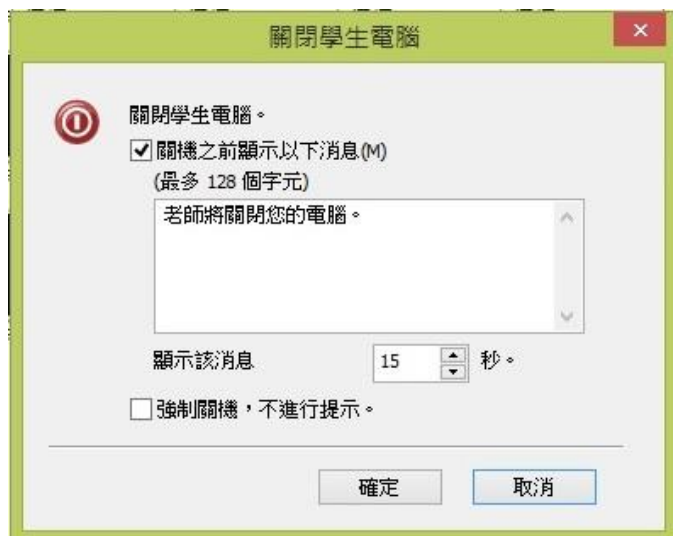 關閉學生電腦
關閉學生電腦。
關機之前顯示以下消息(M)
(最多 128 個字元)
老師將關閉您的電腦。
顯示該消息 15 秒。
強制關機，不進行提示。
確定 取消